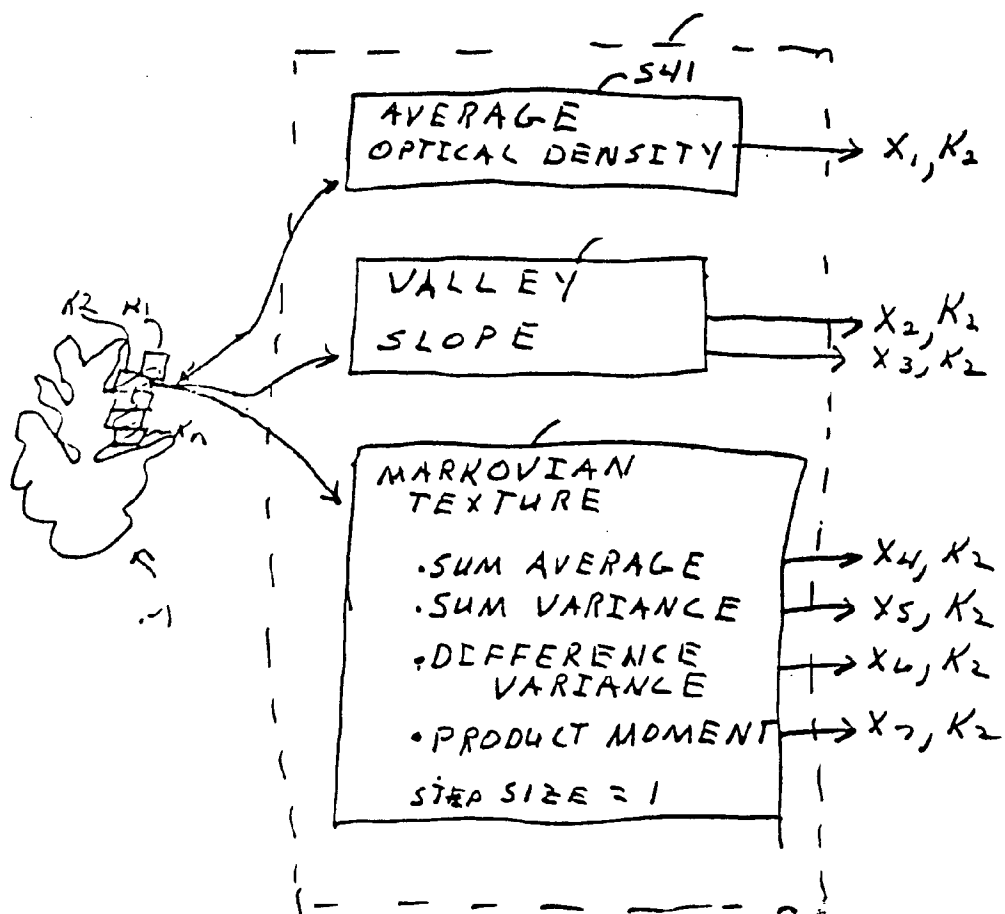 S41
AVERAGE
OPTICAL DENSITY
X1, K2
VALLEY
SLOPE
X2, K2
X3, K2
K2 K1
Kn
MARKOVIAN
TEXTURE
·SUM AVERAGE
X4, K2
·SUM VARIANCE
X5, K2
·DIFFERENCE
VARIANCE
X6, K2
·PRODUCT MOMENT
X7, K2
STEP SIZE = 1